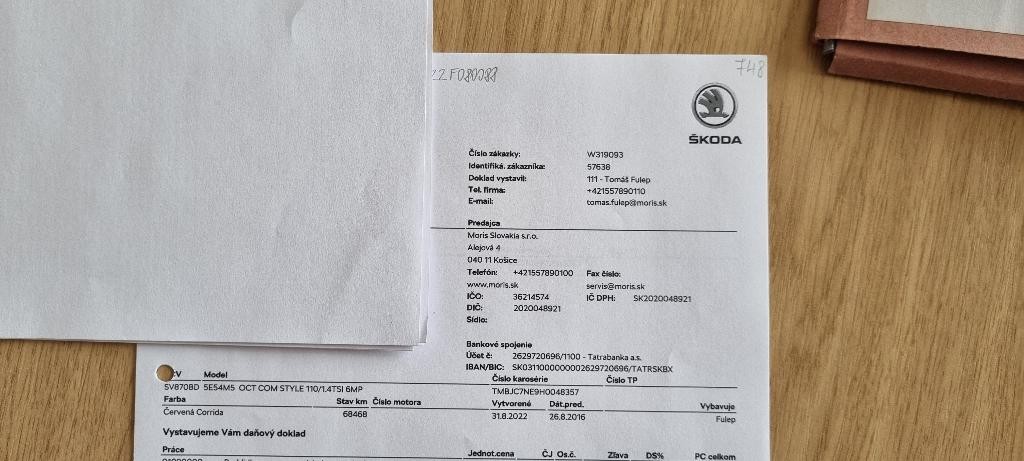 22F080088
748
ŠKODA
Číslo zákazky: W319093
Identifiká. zákazníka: 57638
Doklad vystavil: 111 - Tomáš Fulep
Tel. firma: +421557890110
E-mail: tomas.fulep@moris.sk
Predajca
Moris Slovakia s.r.o.
Alejová 4
040 11 Košice
Telefón: +421557890100 Fax číslo:
www.moris.sk servis@moris.sk
IČO: 36214574 IČ DPH: SK2020048921
DIČ: 2020048921
Sídlo:
Bankové spojenie
Účet č: 2629720696/1100 - Tatrabanka a.s.
IBAN/BIC: SK0311000000002629720696/TATRSKBX
V Model Číslo karosérie Číslo TP
SV870BD 5E54M5 OCT COM STYLE 110/1.4TSI 6MP TMBJC7NE9H0048357
Farba Stav km Číslo motora Vytvorené Dát.pred. Vybavuje
Červená Corrida 68468 31.8.2022 26.8.2016 Fulep
Vystavujeme Vám daňový doklad
Práce Jednot.cena ČJ Os.č. Zľava DS% PC celkom